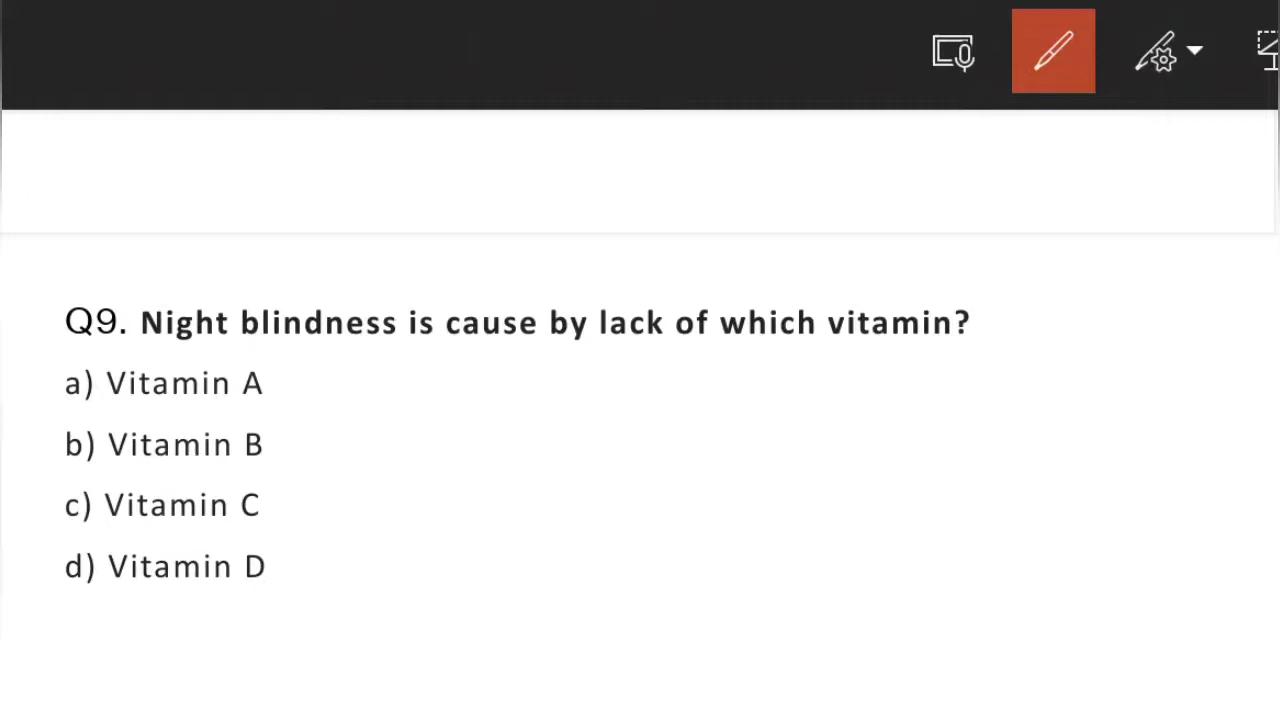 Q9. Night blindness is cause by lack of which vitamin?
a) Vitamin A
b) Vitamin B
c) Vitamin C
d) Vitamin D